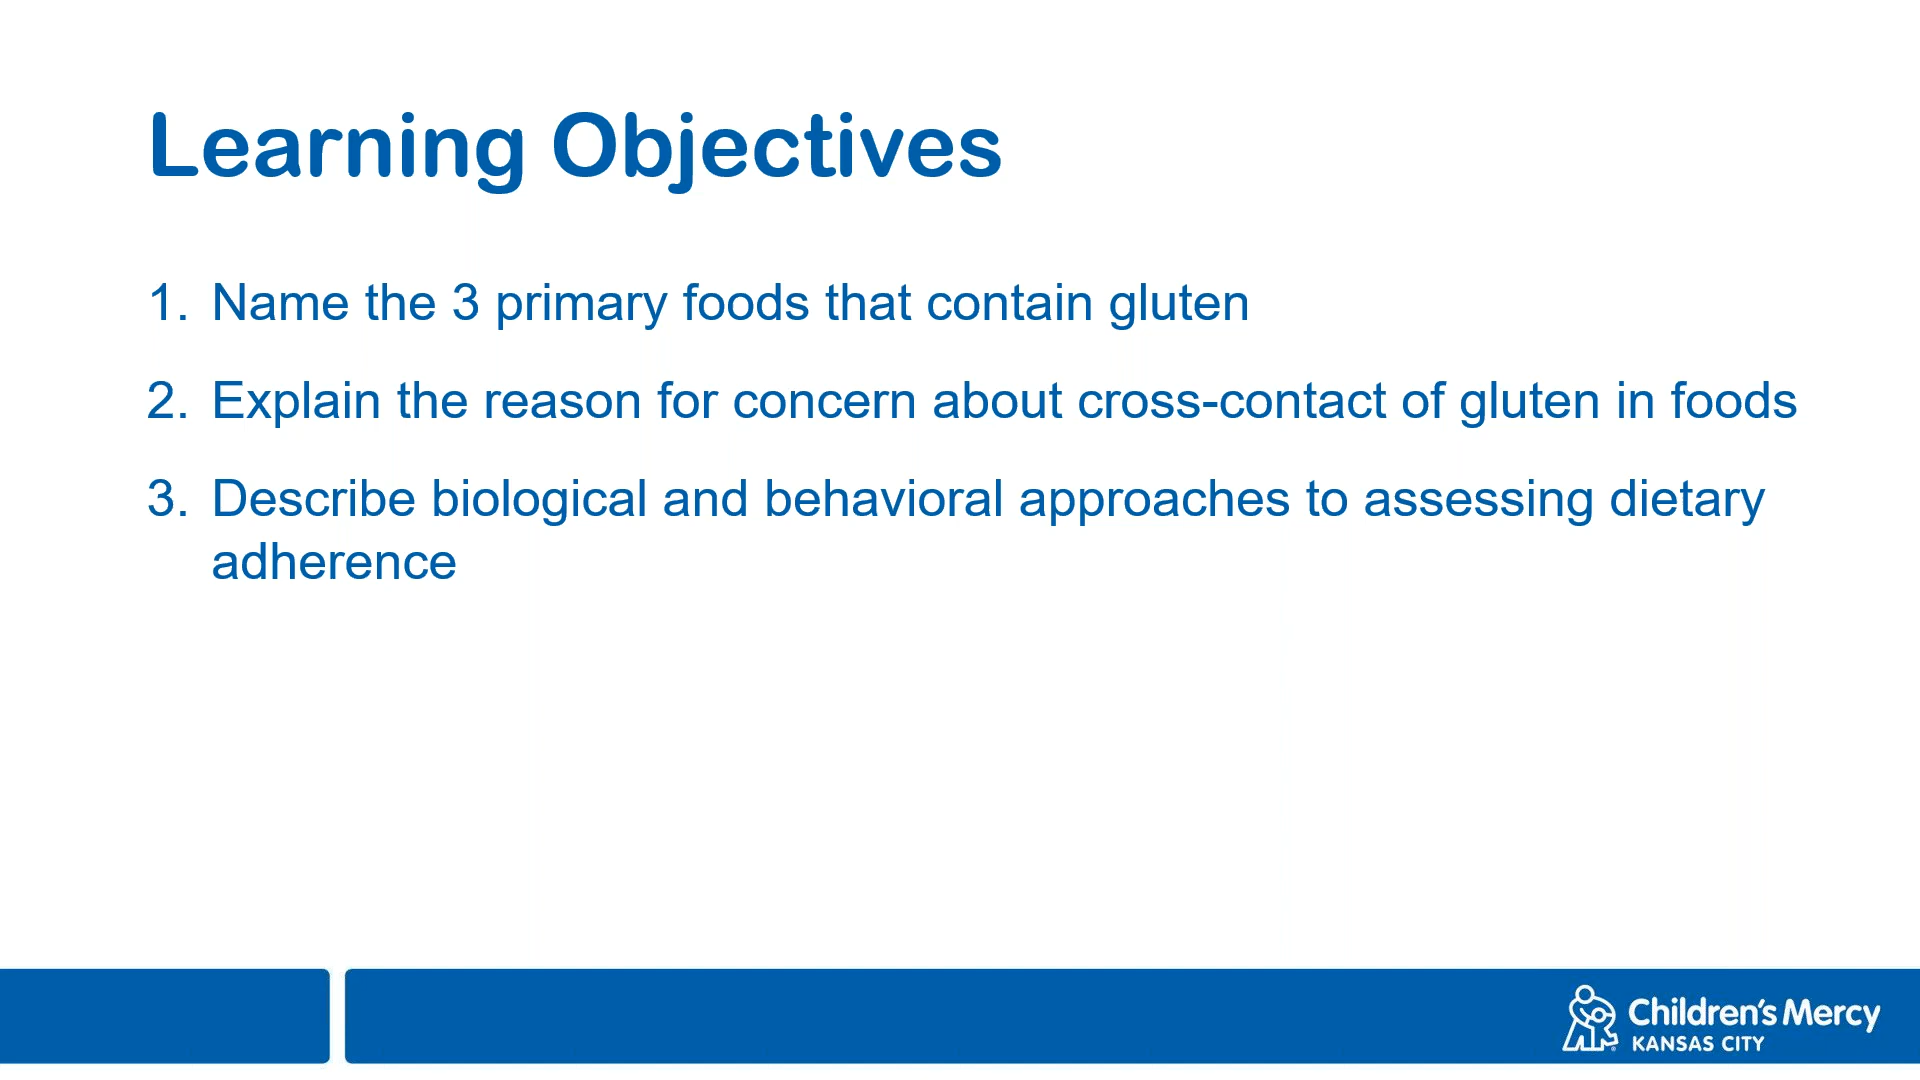 Learning Objectives
1. Name the 3 primary foods that contain gluten
2. Explain the reason for concern about cross-contact of gluten in foods
3. Describe biological and behavioral approaches to assessing dietary
adherence
Children's Mercy
KANSAS CITY